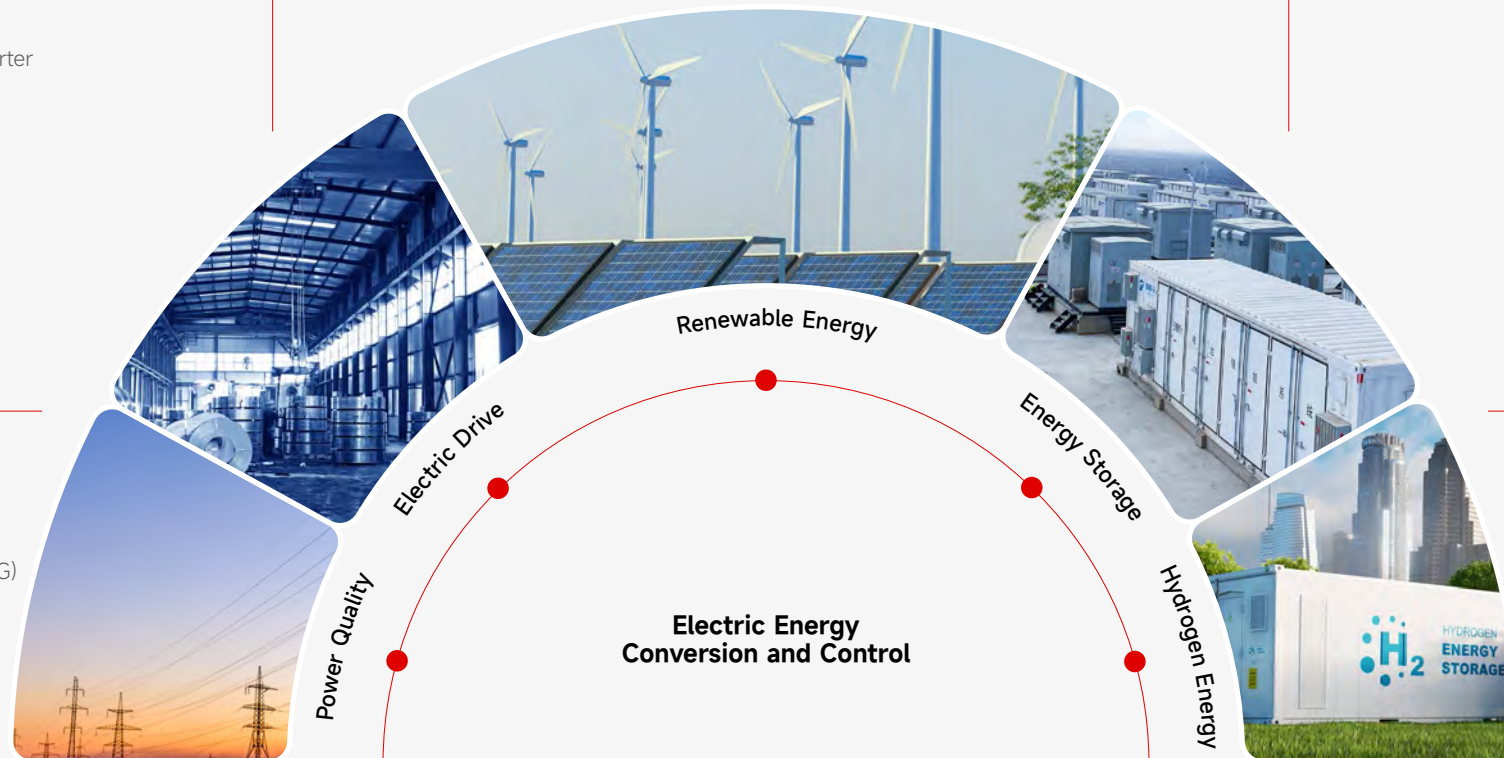 rter
G)
Power Quality
Electric Drive
Renewable Energy
Energy Storage
Hydrogen Energy
Electric Energy
Conversion and Control
H2
HYDROGEN
ENERGY
STORAGE